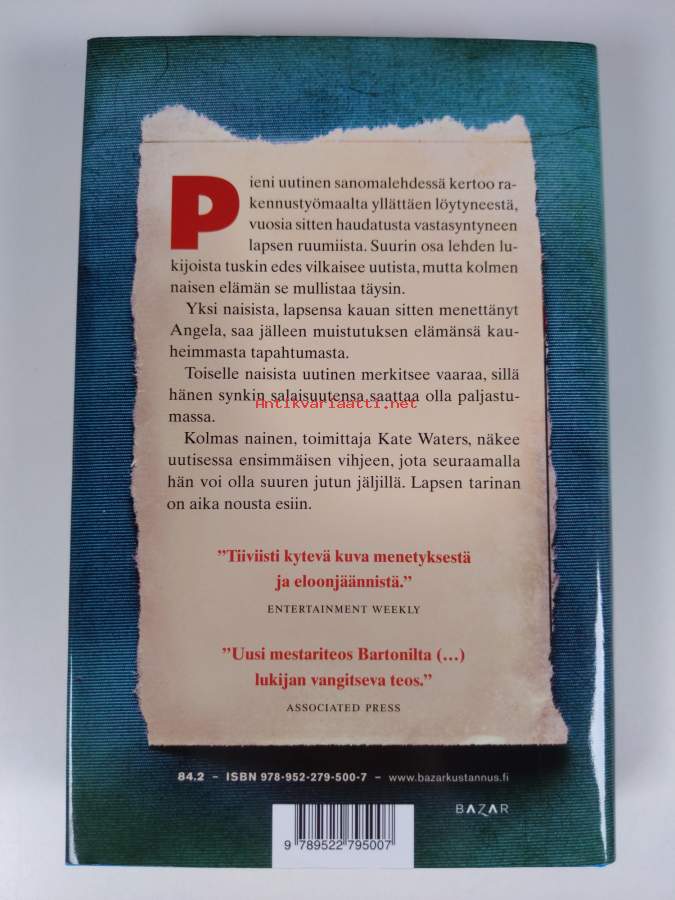 Pieni uutinen sanomalehdessä kertoo ra-
kennustyömaalta yllättäen löytyneestä,
vuosia sitten haudatusta vastasyntyneen
lapsen ruumiista. Suurin osa lehden lu-
kijoista tuskin edes vilkaisee uutista, mutta kolmen
naisen elämän se mullistaa täysin.
Yksi naisista, lapsensa kauan sitten menettänyt
Angela, saa jälleen muistutuksen elämänsä kau-
heimmasta tapahtumasta.
Toiselle naisista uutinen merkitsee vaaraa, sillä
hänen synkin salaisuutensa saattaa olla paljastu-
Antikvariaatti.net
massa.
Kolmas nainen, toimittaja Kate Waters, näkee
uutisessa ensimmäisen vihjeen, jota seuraamalla
hän voi olla suuren jutun jäljillä. Lapsen tarinan
on aika nousta esiin.
”Tiiviisti kytevä kuva menetyksestä
ja eloonjäännistä.”
ENTERTAINMENT WEEKLY
”Uusi mestariteos Bartonilta (…)
lukijan vangitseva teos.”
ASSOCIATED PRESS
84.2 – ISBN 978-952-279-500-7 – www.bazarkustannus.fi
BAZAR
9 789522 795007